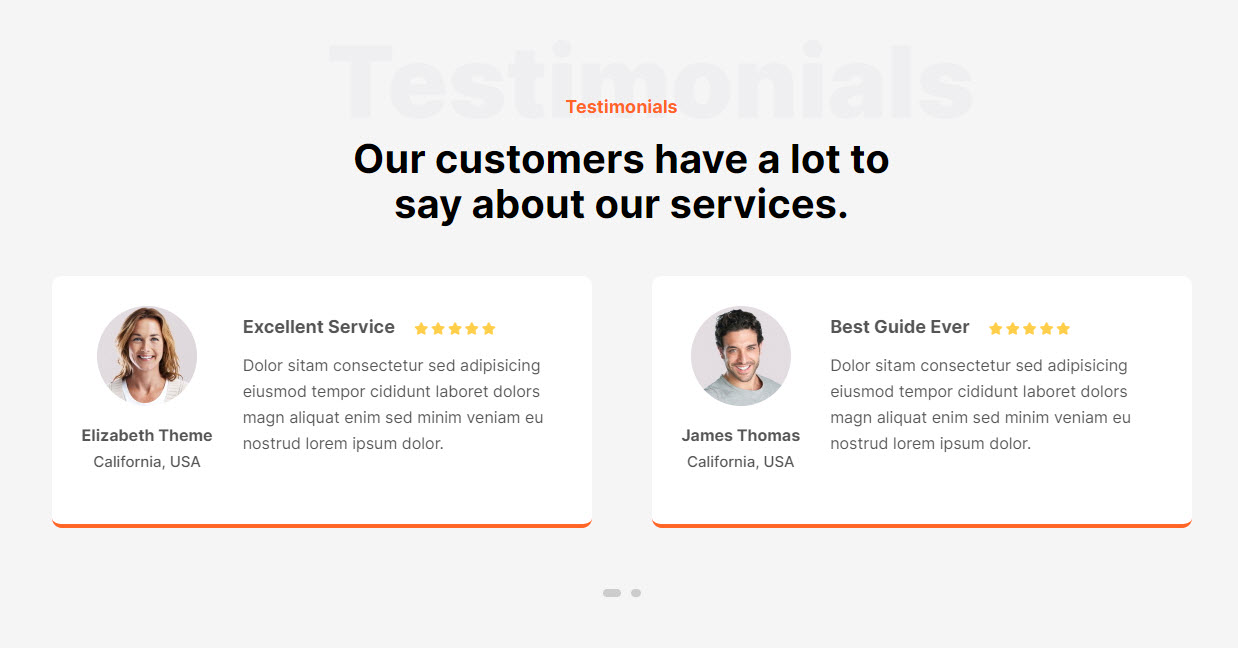 Testimonials
Testimonials
Our customers have a lot to
say about our services.
Excellent Service
Dolor sitam consectetur sed adipisicing
eiusmod tempor cididunt laboret dolors
magn aliquat enim sed minim veniam eu
nostrud lorem ipsum dolor.
Elizabeth Theme
California, USA
Best Guide Ever
Dolor sitam consectetur sed adipisicing
eiusmod tempor cididunt laboret dolors
magn aliquat enim sed minim veniam eu
nostrud lorem ipsum dolor.
James Thomas
California, USA